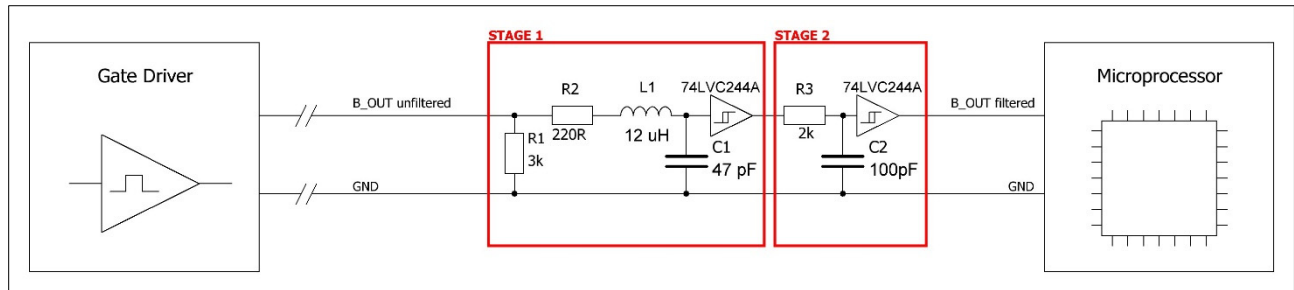 STAGE 1
STAGE 2
Gate Driver
Microprocessor
B_OUT unfiltered
R2
L1
74LVC244A
R3
74LVC244A
B_OUT filtered
R1
3k
220R
12 uH
C1
47 pF
2k
C2
100pF
GND
GND